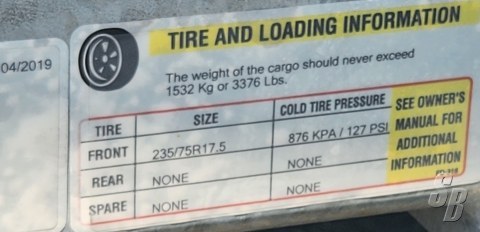 04/2019
TIRE AND LOADING INFORMATION
The weight of the cargo should never exceed
1532 Kg or 3376 Lbs.
TIRE SIZE COLD TIRE PRESSURE
FRONT 235/75R17.5 876 KPA / 127 PSI
REAR NONE NONE
SPARE NONE NONE
SEE OWNER'S
MANUAL FOR
ADDITIONAL
INFORMATION